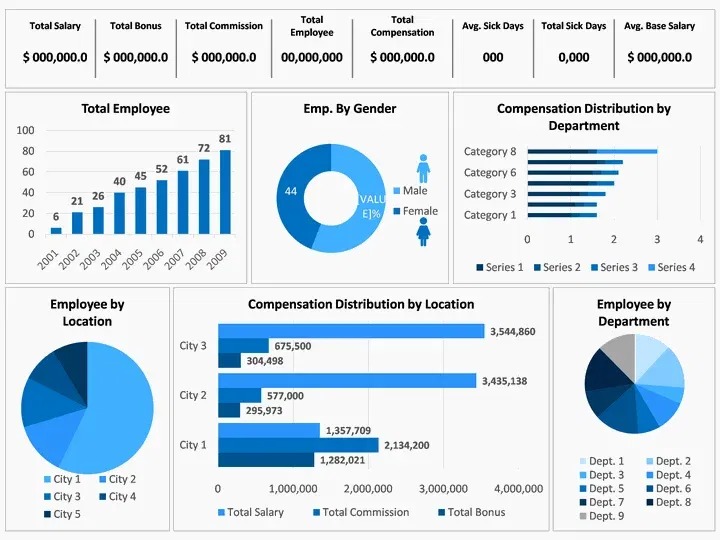 Total Salary
$ 000,000.0
Total Bonus
$ 000,000.0
Total Commission
$ 000,000.0
Total
Employee
00,000,000
Total
Compensation
$ 000,000.0
Avg. Sick Days
000
Total Sick Days
0,000
Avg. Base Salary
$ 000,000.0
Total Employee
100
80
60
40
20
0
6
21
26
40
45
52
61
72
81
2001
2002
2003
2004
2005
2006
2007
2008
2009
Emp. By Gender
44
[VALU
E]%
Male
Female
Compensation Distribution by
Department
Category 8
Category 6
Category 3
Category 1
0 1 2 3 4
Series 1 Series 2 Series 3 Series 4
Employee by
Location
City 1 City 2
City 3 City 4
City 5
Compensation Distribution by Location
City 3
3,544,860
675,500
304,498
City 2
3,435,138
577,000
295,973
City 1
1,357,709
2,134,200
1,282,021
0 1,000,000 2,000,000 3,000,000 4,000,000
Total Salary Total Commission Total Bonus
Employee by
Department
Dept. 1 Dept. 2
Dept. 3 Dept. 4
Dept. 5 Dept. 6
Dept. 7 Dept. 8
Dept. 9